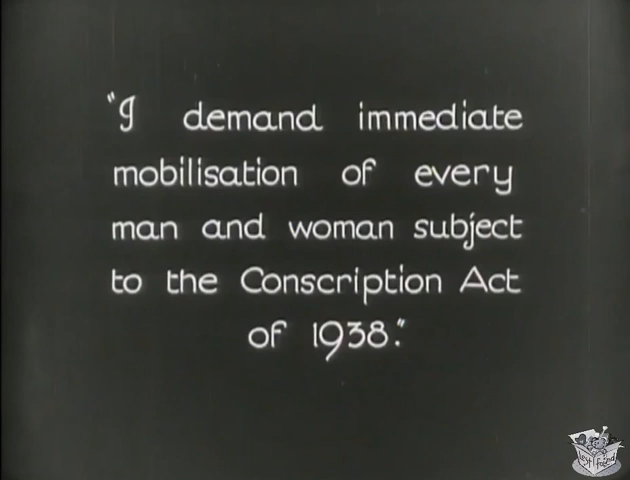 "I demand immediate
mobilisation of every
man and woman subject
to the Conscription Act
of 1938."